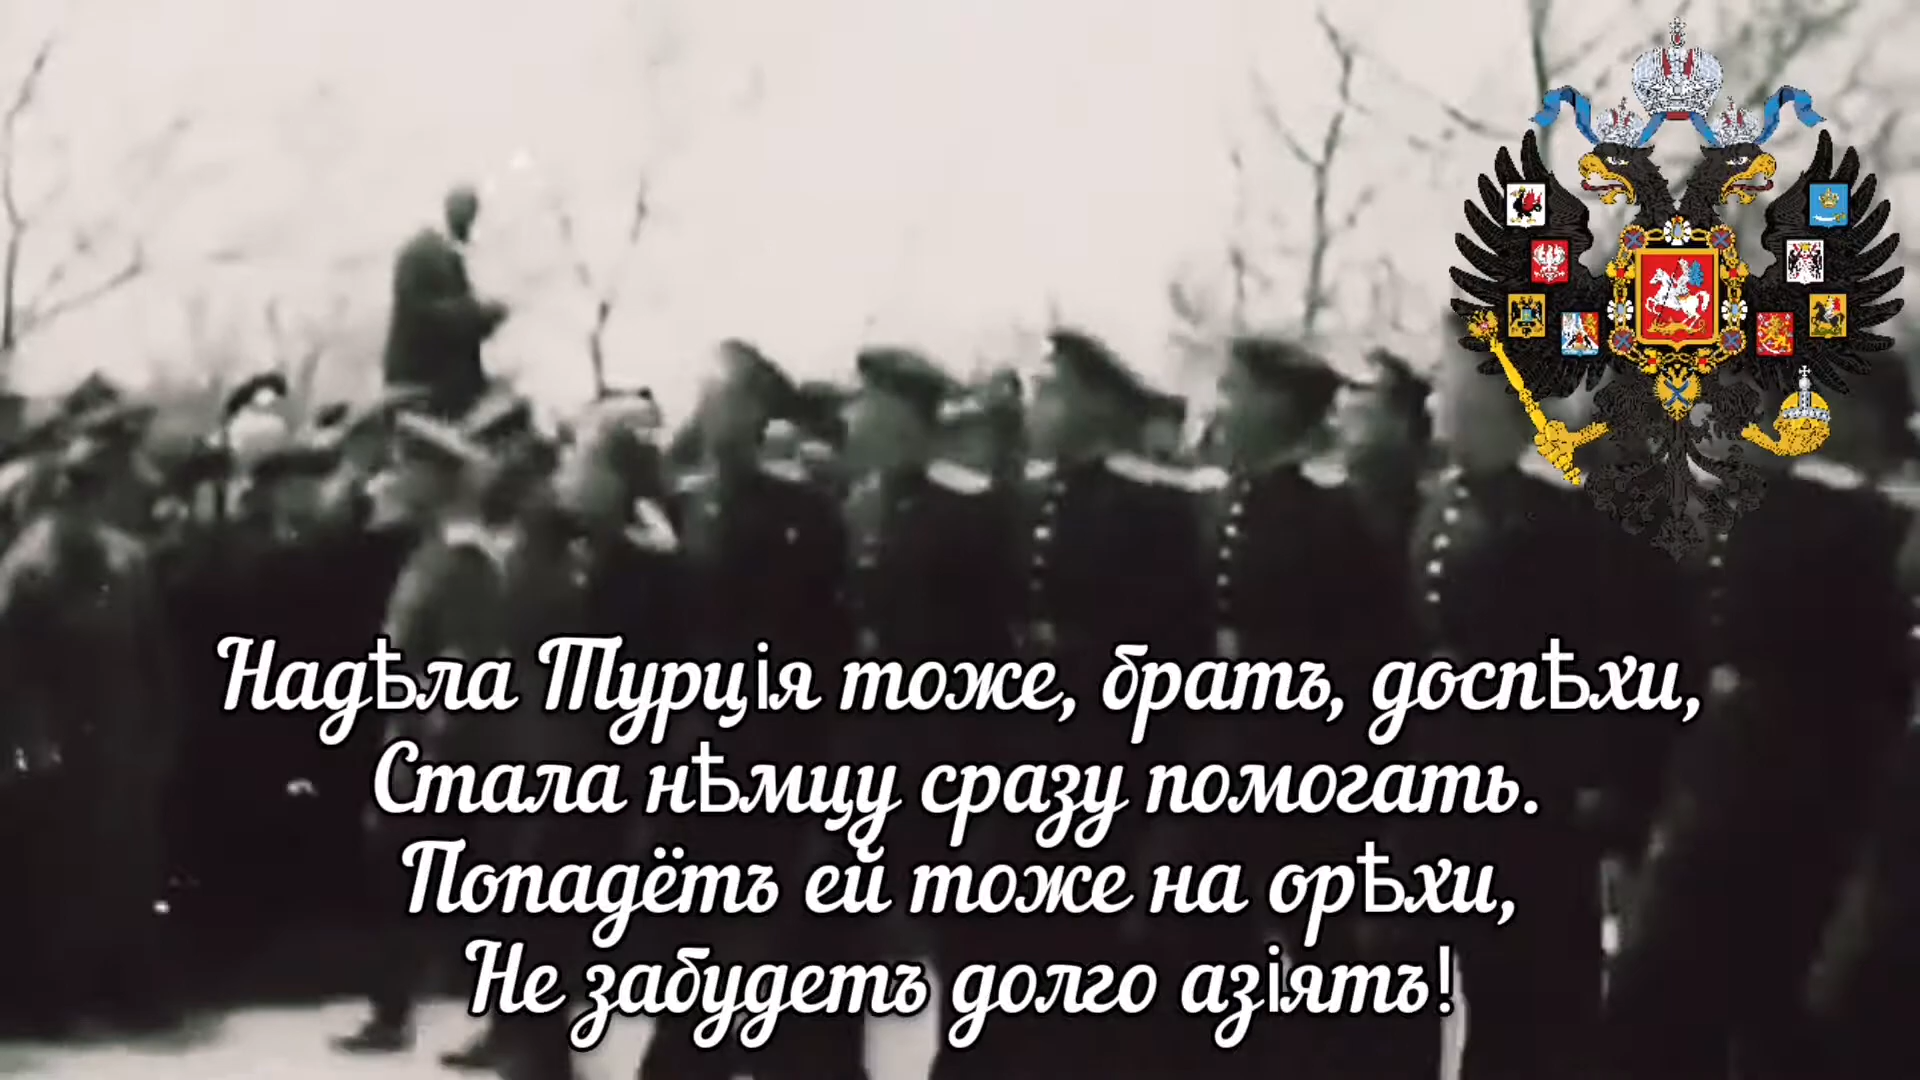 Надѣла Турція тоже, братъ, доспѣхи,
Стала нѣмцу сразу помогать.
Попадётъ ей тоже на орѣхи,
Не забудетъ долго азіятъ!